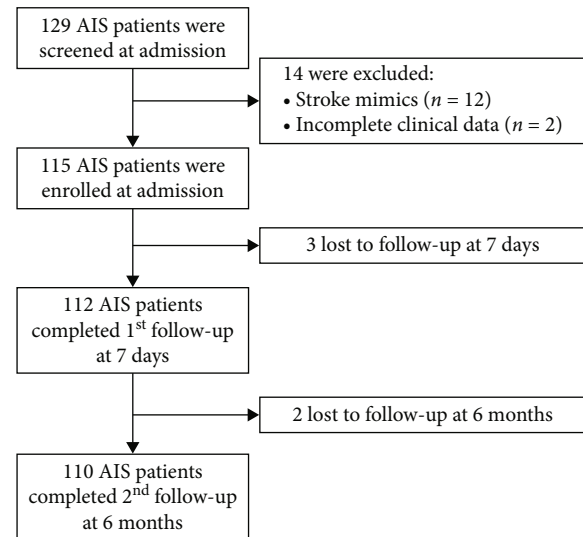 129 AIS patients were
screened at admission
14 were excluded:
• Stroke mimics (n = 12)
• Incomplete clinical data (n = 2)
115 AIS patients were
enrolled at admission
3 lost to follow-up at 7 days
112 AIS patients
completed 1st follow-up
at 7 days
2 lost to follow-up at 6 months
110 AIS patients
completed 2nd follow-up
at 6 months